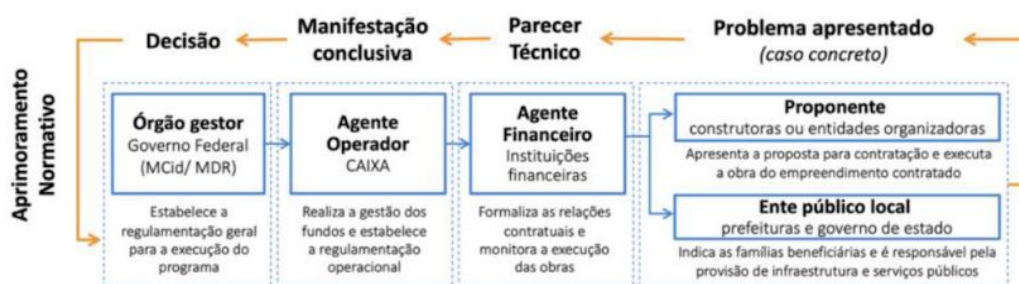 Aprimoramento
Normativo
Decisão
Manifestação
conclusiva
Parecer
Técnico
Problema apresentado
(caso concreto)
Órgão gestor
Governo Federal
(MCid/ MDR)
Estabelece a
regulamentação geral
para a execução do
programa
Agente
Operador
CAIXA
Realiza a gestão dos
fundos e estabelece
a regulamentação
operacional
Agente
Financeiro
Instituições
financeiras
Formaliza as relações
contratuais e
monitora a execução
das obras
Proponente
construtoras ou entidades organizadoras
Apresenta a proposta para contratação e executa
a obra do empreendimento contratado
Ente público local
prefeituras e governo de estado
Indica as famílias beneficiárias e é responsável pela
provisão de infraestrutura e serviços públicos